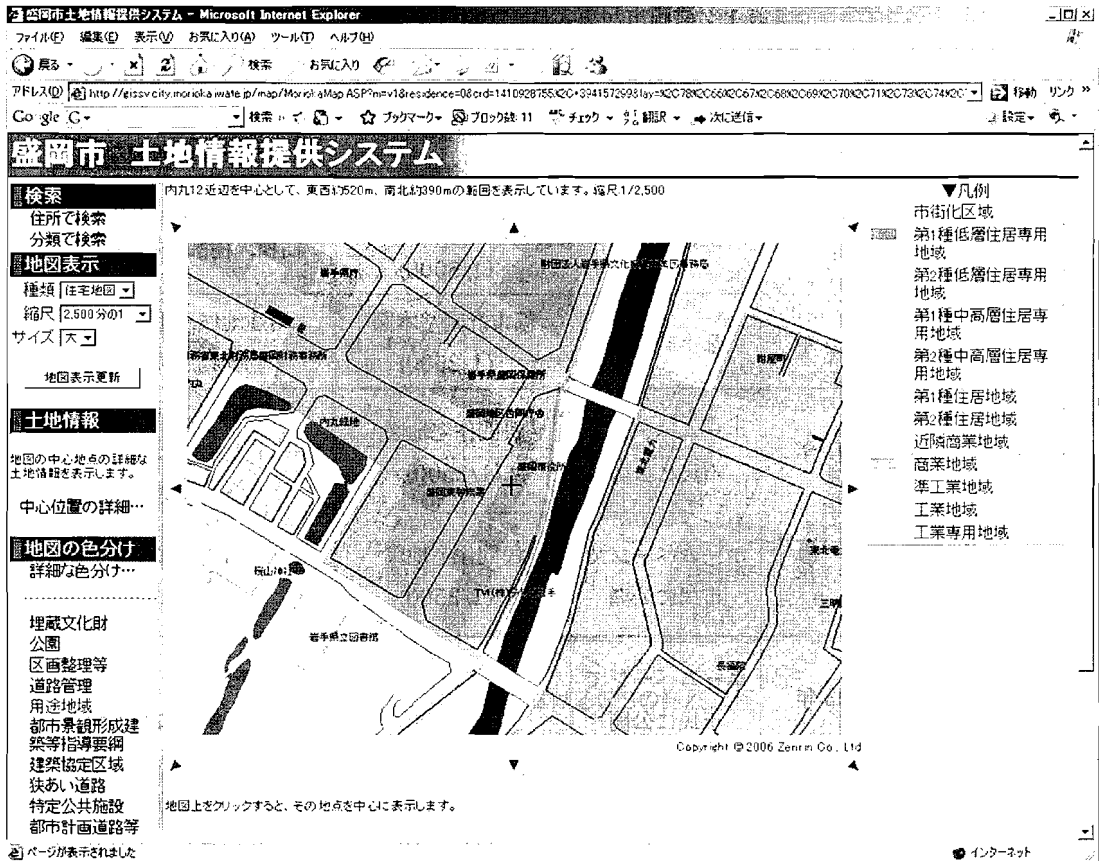 盛岡市土地情報提供システム - Microsoft Internet Explorer
ファイル(F) 編集(E) 表示(V) お気に入り(A) ツール(T) ヘルプ(H)
戻る 検索 お気に入り
アドレス(D)
移動 リンク »
Google G 検索 ブックマーク ブロック数: 11 チェック 翻訳 次に送信 設定
盛岡市 土地情報提供システム
検索
住所で検索
分類で検索
地図表示
種類 住宅地図
縮尺 2,500分の1
サイズ 大
地図表示更新
土地情報
地図の中心地点の詳細な
土地情報を表示します。
中心位置の詳細…
地図の色分け
詳細な色分け…
埋蔵文化財
公園
区画整理等
道路管理
用途地域
都市景観形成建
築等指導要綱
建築協定区域
狭あい道路
特定公共施設
都市計画道路等
内丸12近辺を中心として、東西約520m、南北約390mの範囲を表示しています。縮尺1/2,500
岩手県庁
紺屋町
岩手県盛岡保健所
盛岡地区合同庁舎
内丸緑地
内丸
盛岡市役所
盛岡東警察署
岩手県立図書館
長福院
Copyright © 2006 Zenrin Co., Ltd
地図上をクリックすると、その地点を中心に表示します。
▼凡例
市街化区域
第1種低層住居専用
地域
第2種低層住居専用
地域
第1種中高層住居専
用地域
第2種中高層住居専
用地域
第1種住居地域
第2種住居地域
近隣商業地域
商業地域
準工業地域
工業地域
工業専用地域
ページが表示されました
インターネット